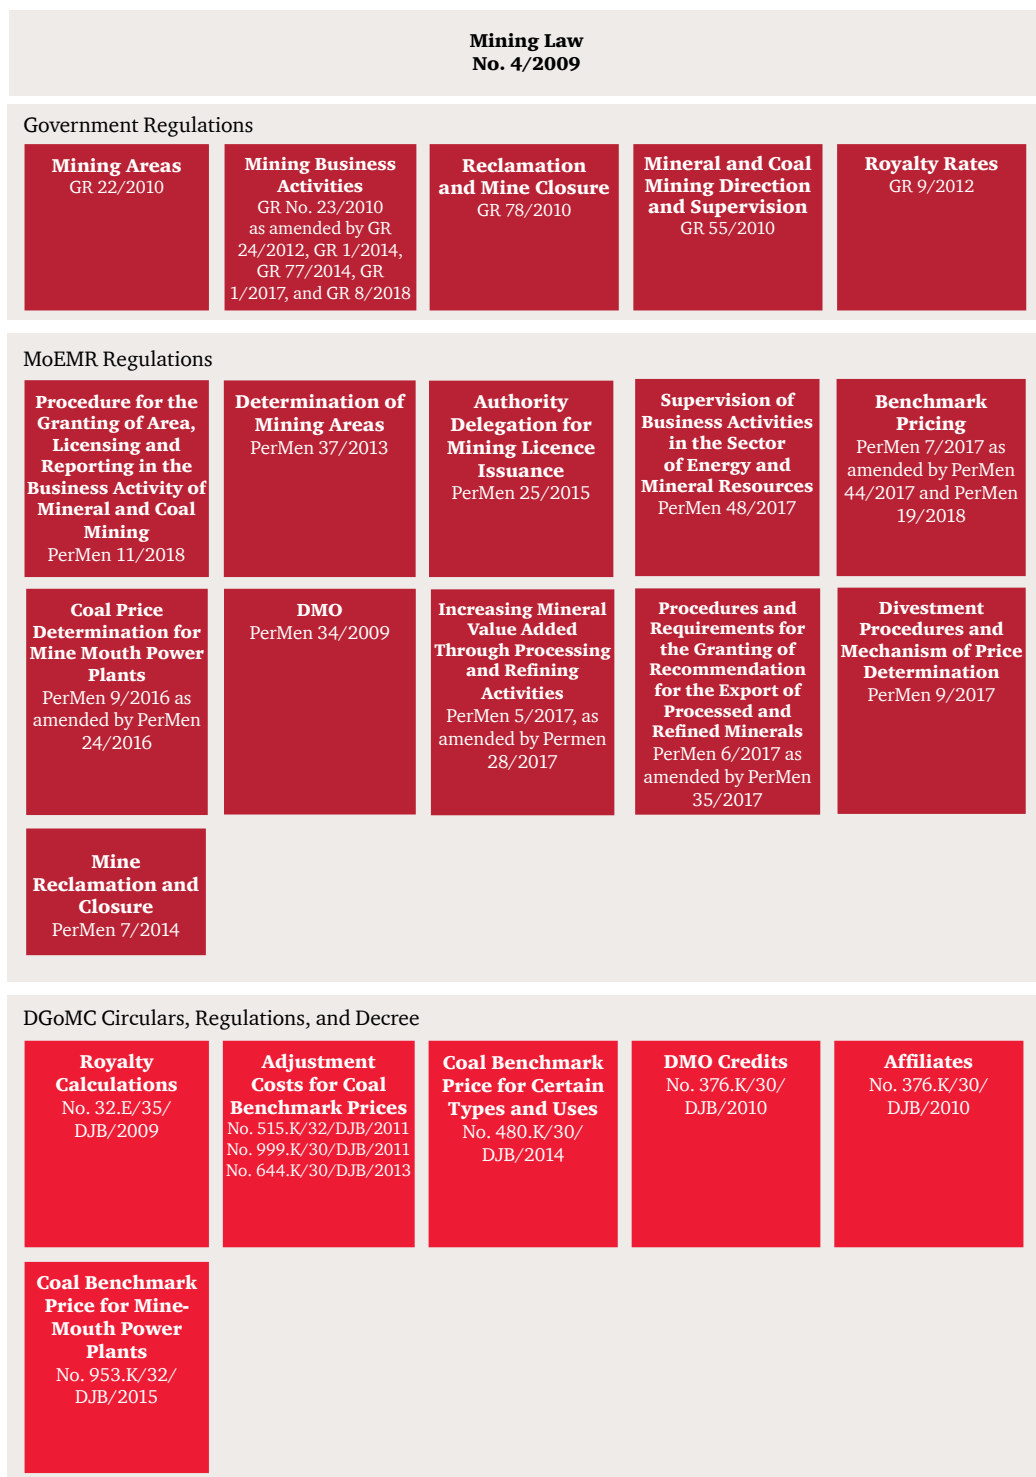 Mining Law
No. 4/2009
Government Regulations
Mining Areas
GR 22/2010
Mining Business
Activities
GR No. 23/2010
as amended by GR
24/2012, GR 1/2014,
GR 77/2014, GR
1/2017, and GR 8/2018
Reclamation
and Mine Closure
GR 78/2010
Mineral and Coal
Mining Direction
and Supervision
GR 55/2010
Royalty Rates
GR 9/2012
MoEMR Regulations
Procedure for the
Granting of Area,
Licensing and
Reporting in the
Business Activity of
Mineral and Coal
Mining
PerMen 11/2018
Determination of
Mining Areas
PerMen 37/2013
Authority
Delegation for
Mining Licence
Issuance
PerMen 25/2015
Supervision of
Business Activities
in the Sector
of Energy and
Mineral Resources
PerMen 48/2017
Benchmark
Pricing
PerMen 7/2017 as
amended by PerMen
44/2017 and PerMen
19/2018
Coal Price
Determination for
Mine Mouth Power
Plants
PerMen 9/2016 as
amended by PerMen
24/2016
DMO
PerMen 34/2009
Increasing Mineral
Value Added
Through Processing
and Refining
Activities
PerMen 5/2017, as
amended by Permen
28/2017
Procedures and
Requirements for
the Granting of
Recommendation
for the Export of
Processed and
Refined Minerals
PerMen 6/2017 as
amended by PerMen
35/2017
Divestment
Procedures and
Mechanism of Price
Determination
PerMen 9/2017
Mine
Reclamation and
Closure
PerMen 7/2014
DGoMC Circulars, Regulations, and Decree
Royalty
Calculations
No. 32.E/35/
DJB/2009
Adjustment
Costs for Coal
Benchmark Prices
No. 515.K/32/DJB/2011
No. 999.K/30/DJB/2011
No. 644.K/30/DJB/2013
Coal Benchmark
Price for Certain
Types and Uses
No. 480.K/30/
DJB/2014
DMO Credits
No. 376.K/30/
DJB/2010
Affiliates
No. 376.K/30/
DJB/2010
Coal Benchmark
Price for Mine-
Mouth Power
Plants
No. 953.K/32/
DJB/2015